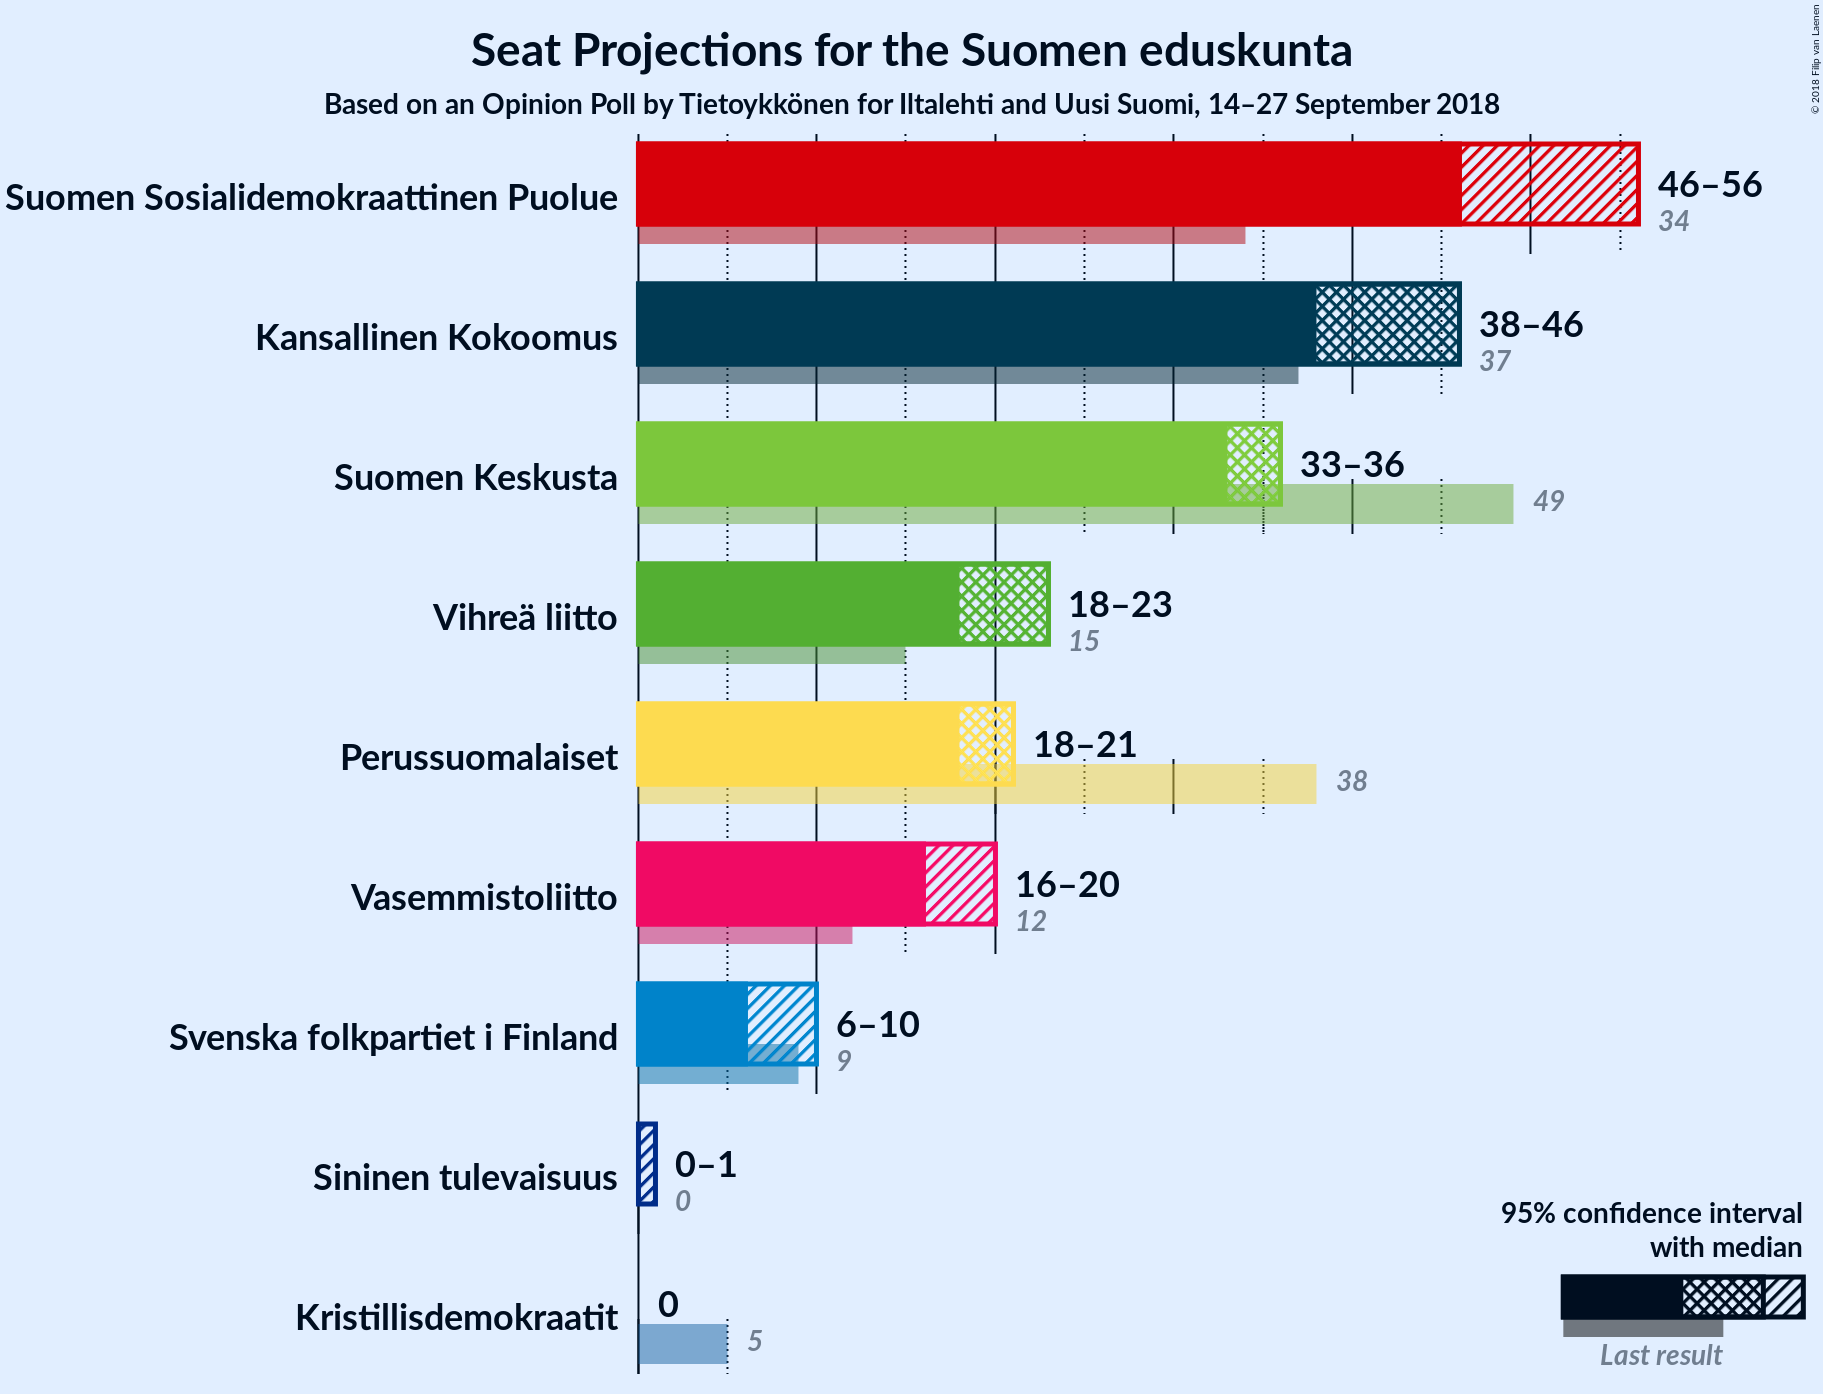 Seat Projections for the Suomen eduskunta
Based on an Opinion Poll by Tietoykkönen for Iltalehti and Uusi Suomi, 14–27 September 2018
© 2018 Filip van Laenen
Suomen Sosialidemokraattinen Puolue
46–56
34
Kansallinen Kokoomus
38–46
37
Suomen Keskusta
33–36
49
Vihreä liitto
18–23
15
Perussuomalaiset
18–21
38
Vasemmistoliitto
16–20
12
Svenska folkpartiet i Finland
6–10
9
Sininen tulevaisuus
0–1
0
Kristillisdemokraatit
0
5
95% confidence interval
with median
Last result